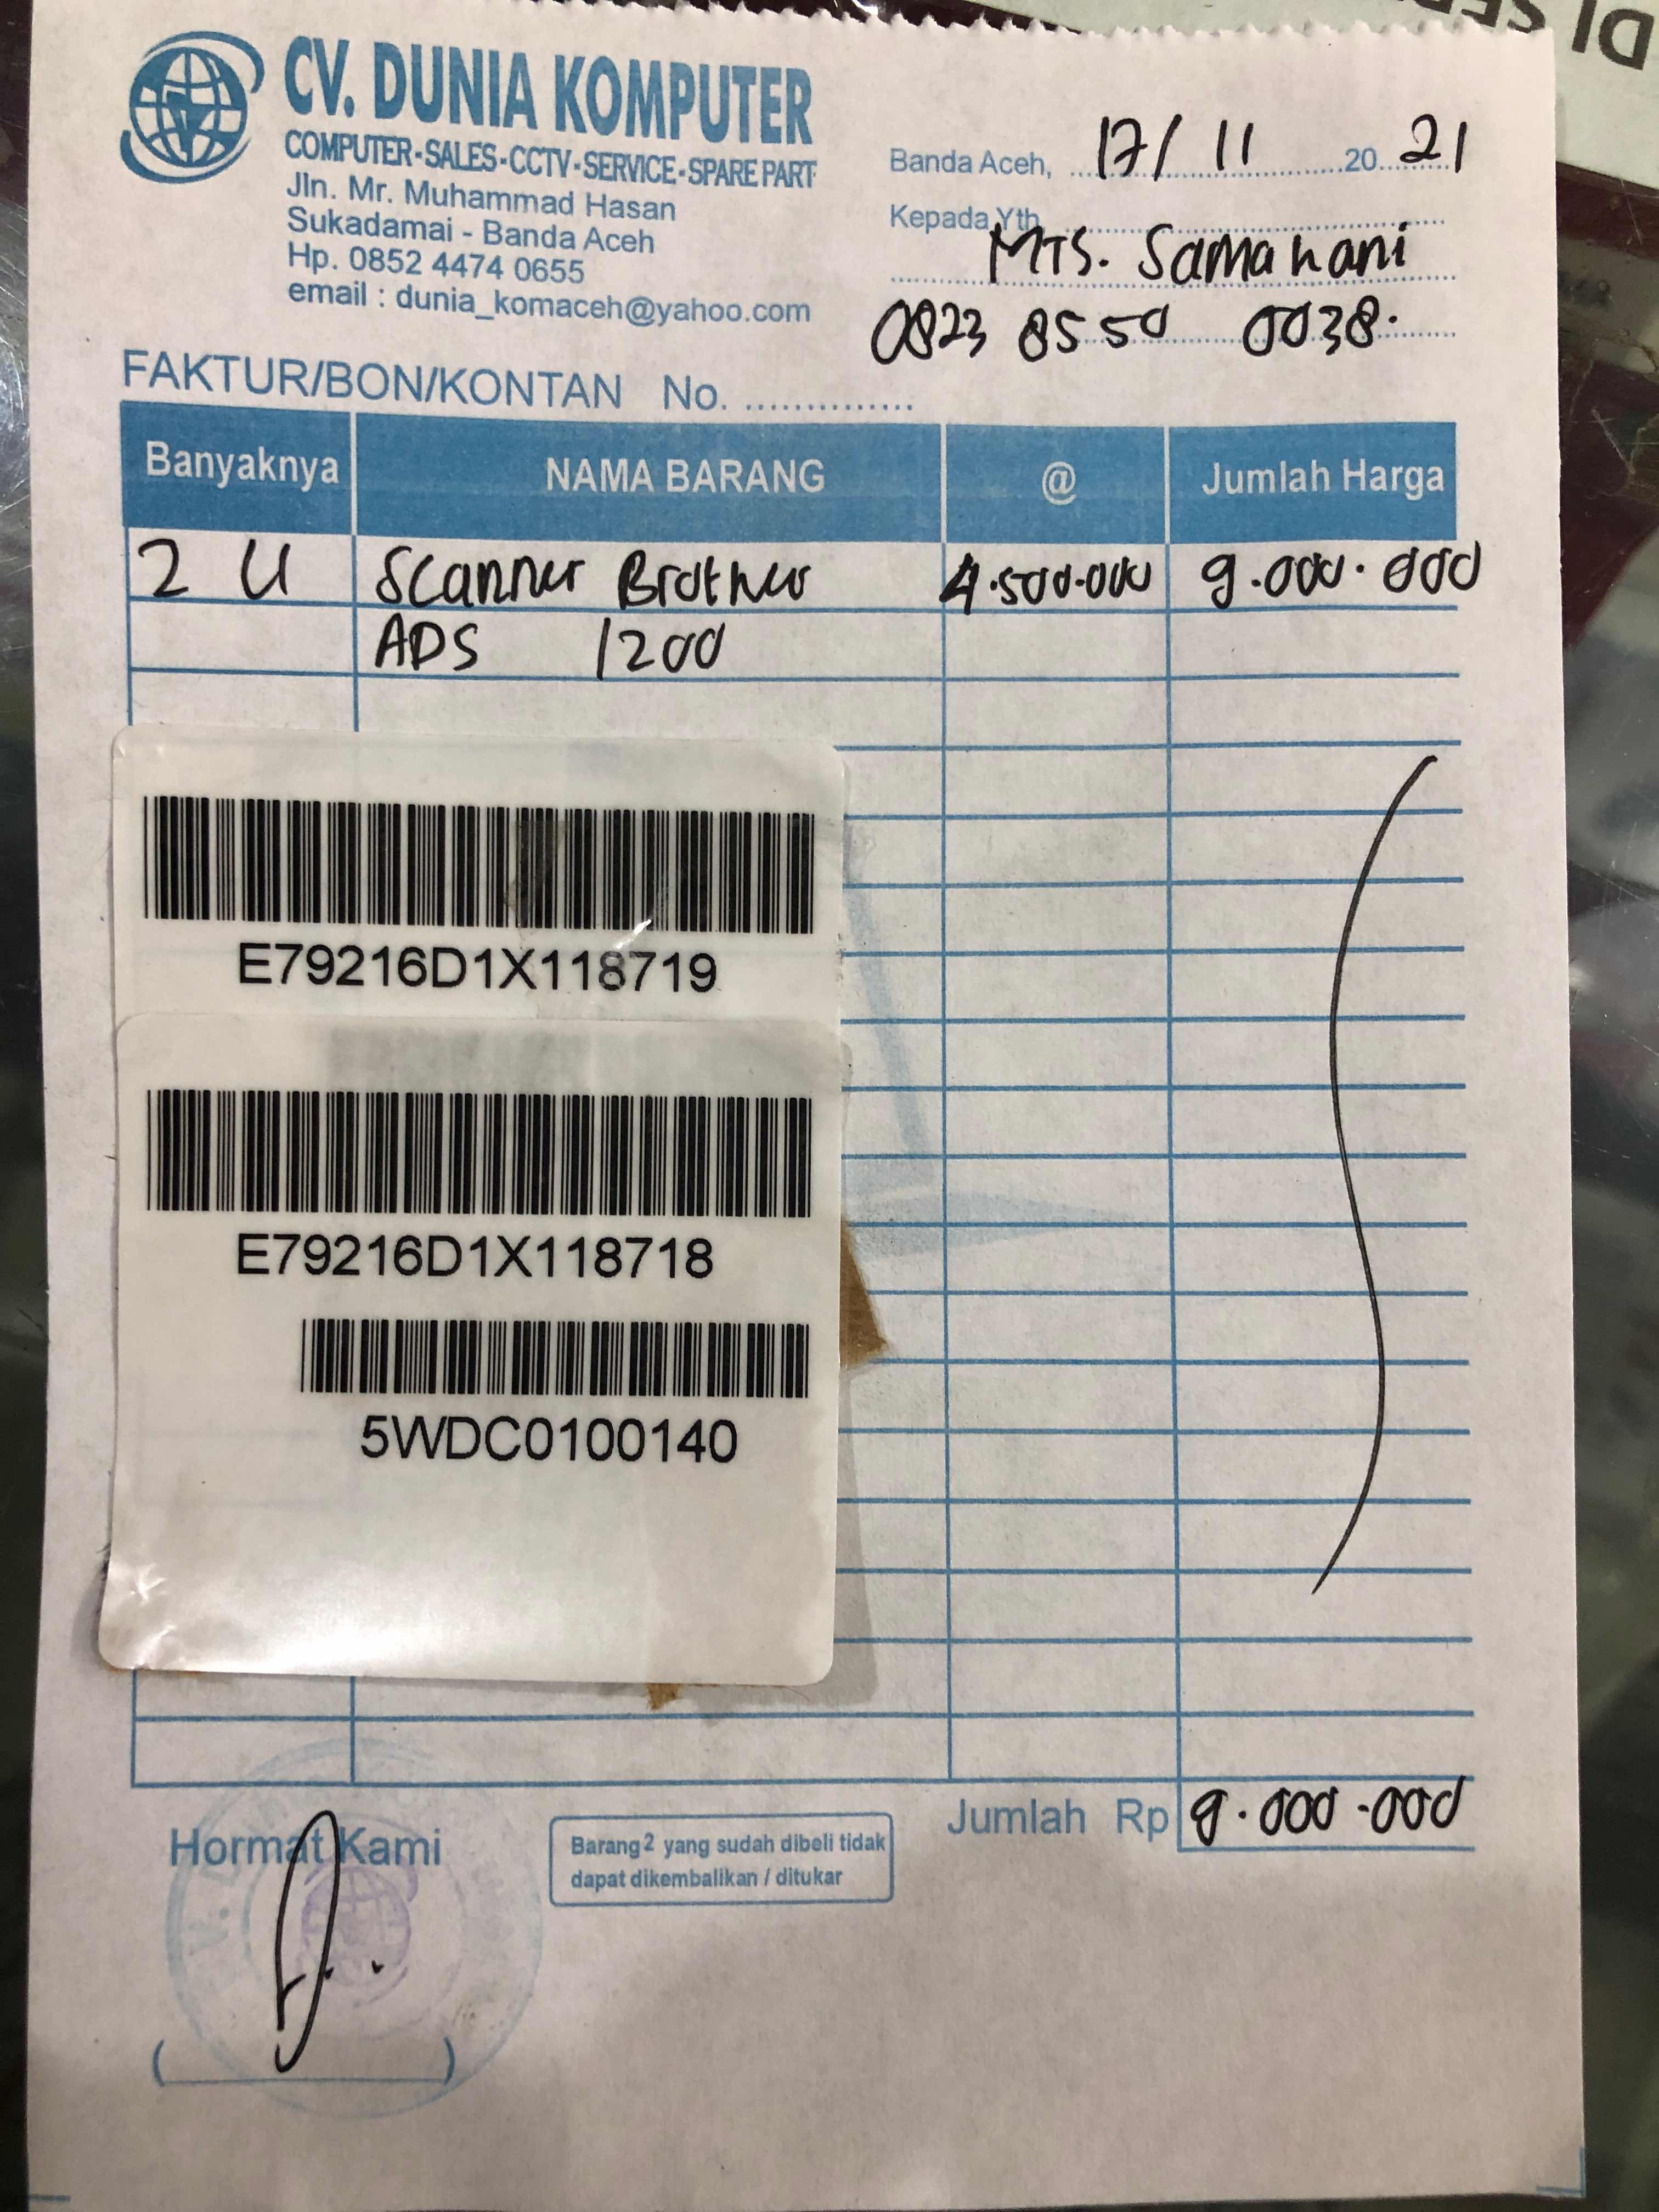 CV. DUNIA KOMPUTER
COMPUTER-SALES-CCTV-SERVICE-SPARE PART
Jln. Mr. Muhammad Hasan
Sukadamai - Banda Aceh
Hp. 0852 4474 0655
email : dunia_komaceh@yahoo.com
Banda Aceh, 17/ 11 2021
Kepada Yth
MTS. Samahani
0823 8550 0038.
FAKTUR/BON/KONTAN No. ...............
Banyaknya NAMA BARANG @ Jumlah Harga
2 U Scanner Brother 4.500.000 9.000.000
ADS 1200
E79216D1X118719
E79216D1X118718
5WDC0100140
Jumlah Rp 9.000.000
Hormat Kami
Barang2 yang sudah dibeli tidak
dapat dikembalikan / ditukar